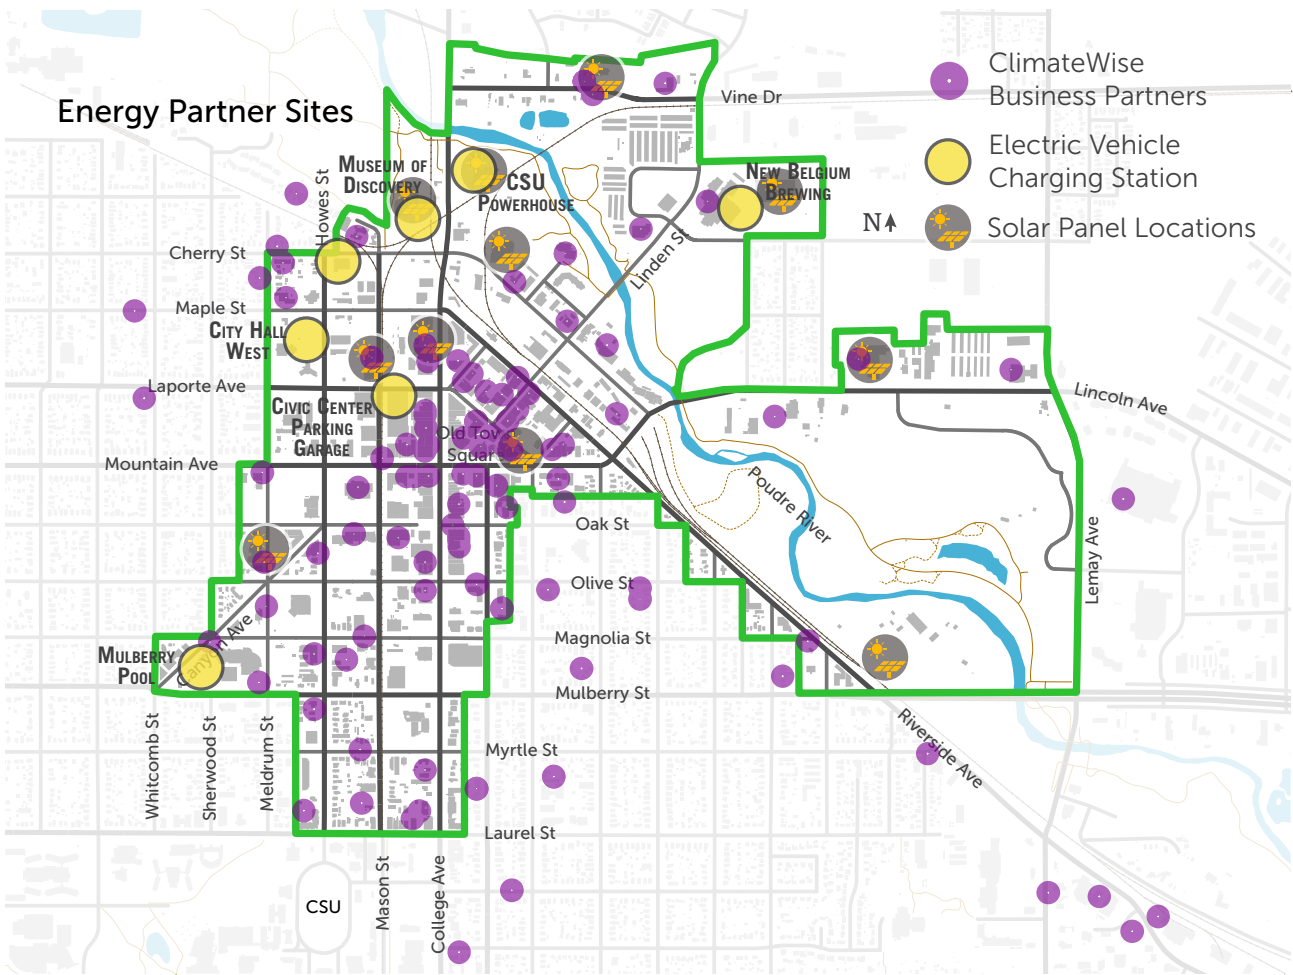 Energy Partner Sites
ClimateWise
Business Partners
Electric Vehicle
Charging Station
Solar Panel Locations
N
Vine Dr
Museum of
Discovery
CSU
Powerhouse
New Belgium
Brewing
Howes St
Cherry St
Linden St
Maple St
City Hall
West
Laporte Ave
Lincoln Ave
Civic Center
Parking
Garage
Old Tow
Squar
Mountain Ave
Poudre River
Oak St
Olive St
Lemay Ave
Magnolia St
Canyon Ave
Mulberry
Pool
Mulberry St
Riverside Ave
Whitcomb St
Sherwood St
Meldrum St
Myrtle St
Laurel St
Mason St
College Ave
CSU